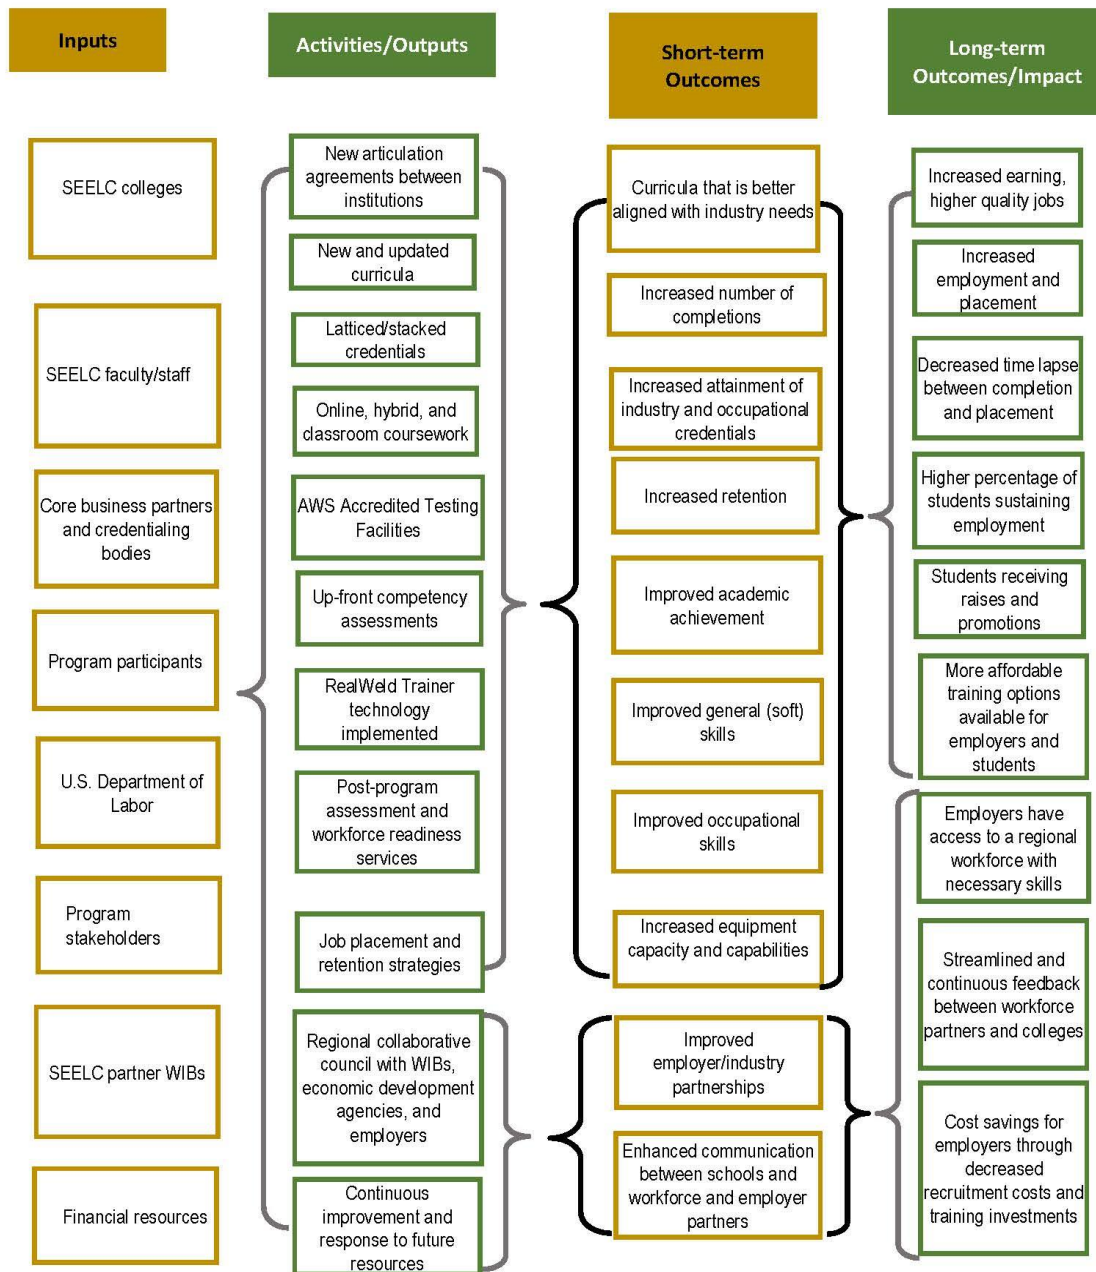 Inputs
Activities/Outputs
Short-term
Outcomes
Long-term
Outcomes/Impact
SEELC colleges
SEELC faculty/staff
Core business partners
and credentialing
bodies
Program participants
U.S. Department of
Labor
Program
stakeholders
SEELC partner WIBs
Financial resources
New articulation
agreements between
institutions
New and updated
curricula
Latticed/stacked
credentials
Online, hybrid, and
classroom coursework
AWS Accredited Testing
Facilities
Up-front competency
assessments
RealWeld Trainer
technology
implemented
Post-program
assessment and
workforce readiness
services
Job placement and
retention strategies
Regional collaborative
council with WIBs,
economic development
agencies, and
employers
Continuous
improvement and
response to future
resources
Curricula that is better
aligned with industry needs
Increased number of
completions
Increased attainment of
industry and occupational
credentials
Increased retention
Improved academic
achievement
Improved general (soft)
skills
Improved occupational
skills
Increased equipment
capacity and capabilities
Improved
employer/industry
partnerships
Enhanced communication
between schools and
workforce and employer
partners
Increased earning,
higher quality jobs
Increased
employment and
placement
Decreased time lapse
between completion
and placement
Higher percentage of
students sustaining
employment
Students receiving
raises and
promotions
More affordable
training options
available for
employers and
students
Employers have
access to a regional
workforce with
necessary skills
Streamlined and
continuous feedback
between workforce
partners and colleges
Cost savings for
employers through
decreased
recruitment costs and
training investments